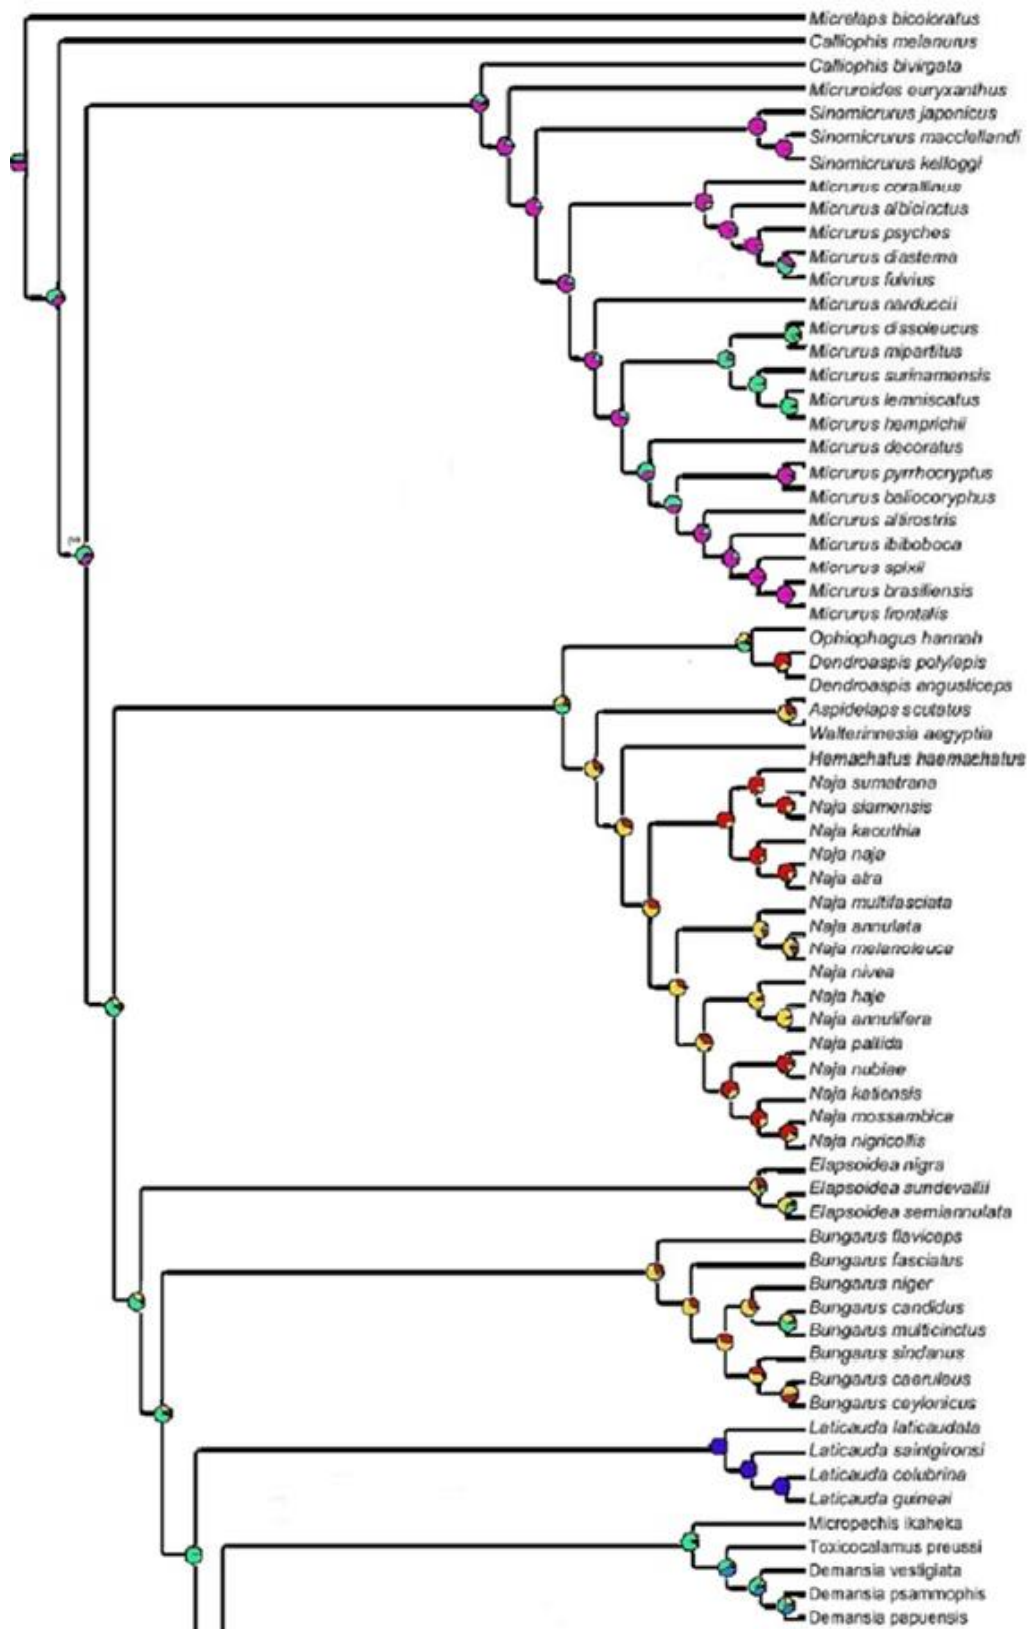 Micrelaps bicoloratus
Calliophis melanurus
Calliophis bivirgata
Micruroides euryxanthus
Sinomicrurus japonicus
Sinomicrurus macclellandi
Sinomicrurus kelloggi
Micrurus corallinus
Micrurus albicinctus
Micrurus psyches
Micrurus diastema
Micrurus fulvius
Micrurus narduccii
Micrurus dissoleucus
Micrurus mipartitus
Micrurus surinamensis
Micrurus lemniscatus
Micrurus hemprichii
Micrurus decoratus
Micrurus pyrrhocryptus
Micrurus baliocoryphus
Micrurus altirostris
Micrurus ibiboboca
Micrurus spixii
Micrurus brasiliensis
Micrurus frontalis
Ophiophagus hannah
Dendroaspis polylepis
Dendroaspis angusticeps
Aspidelaps scutatus
Walterinnesia aegyptia
Hemachatus haemachatus
Naja sumatrana
Naja siamensis
Naja kaouthia
Naja naja
Naja atra
Naja multifasciata
Naja annulata
Naja melanoleuca
Naja nivea
Naja haje
Naja annulifera
Naja pallida
Naja nubiae
Naja katiensis
Naja mossambica
Naja nigricollis
Elapsoidea nigra
Elapsoidea sundevallii
Elapsoidea semiannulata
Bungarus flaviceps
Bungarus fasciatus
Bungarus niger
Bungarus candidus
Bungarus multicinctus
Bungarus sindanus
Bungarus caeruleus
Bungarus ceylonicus
Laticauda laticaudata
Laticauda saintgironsi
Laticauda colubrina
Laticauda guineai
Micropechis ikaheka
Toxicocalamus preussi
Demansia vestigiata
Demansia psammophis
Demansia papuensis